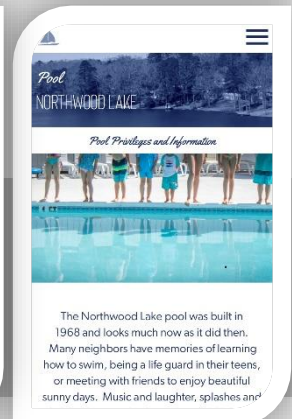 Pool
NORTHWOOD LAKE
Pool Privileges and Information
The Northwood Lake pool was built in
1968 and looks much now as it did then.
Many neighbors have memories of learning
how to swim, being a life guard in their teens,
or meeting with friends to enjoy beautiful
sunny days. Music and laughter, splashes and